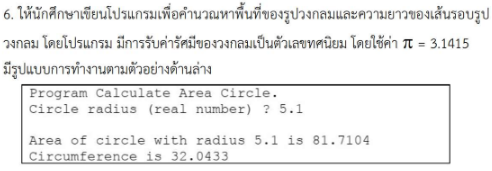 6. ให้นักศึกษาเขียนโปรแกรมเพื่อคำนวณหาพื้นที่ของรูปวงกลมและความยาวของเส้นรอบรูป
วงกลม โดยโปรแกรม มีการรับค่ารัศมีของวงกลมเป็นตัวเลขทศนิยม โดยใช้ค่า π = 3.1415
มีรูปแบบการทำงานตามตัวอย่างด้านล่าง
Program Calculate Area Circle.
Circle radius (real number) ? 5.1
Area of circle with radius 5.1 is 81.7104
Circumference is 32.0433